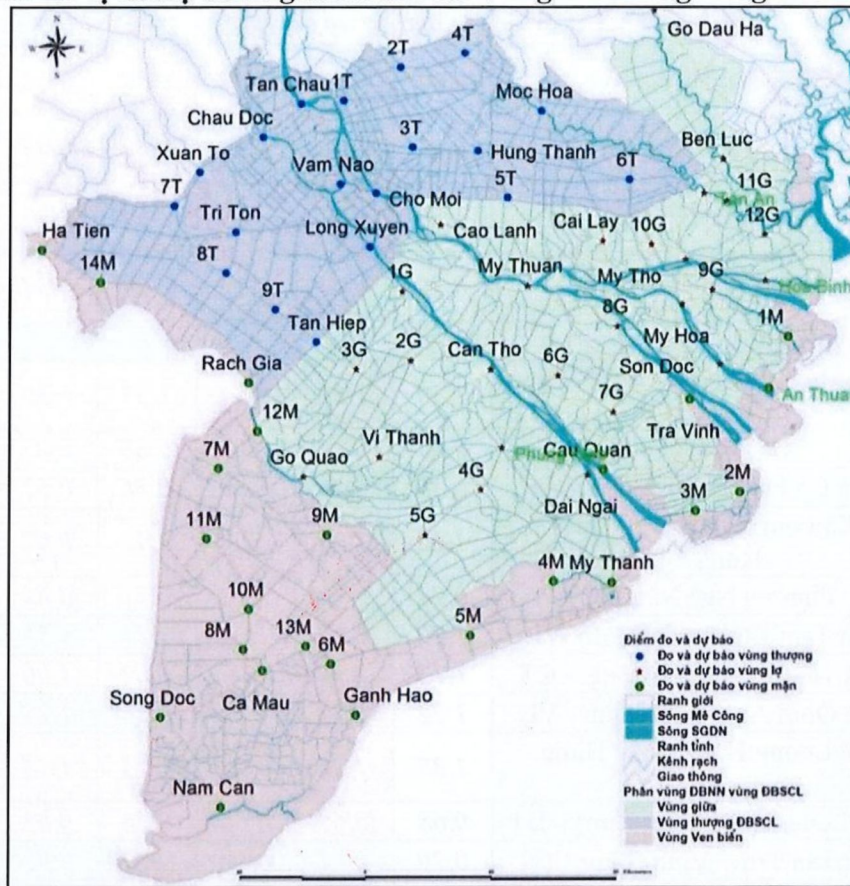 Go Dau Ha
2T
4T
Tan Chau
1T
Moc Hoa
Chau Doc
3T
Ben Luc
Xuan To
Vam Nao
Hung Thanh
6T
7T
5T
11G
Tan An
Cho Moi
Tri Ton
12G
Ha Tien
Long Xuyen
Cao Lanh
Cai Lay
10G
8T
14M
1G
My Thuan
My Tho
9G
Hoa Binh
9T
8G
1M
Tan Hiep
My Hoa
3G
2G
Can Tho
6G
Son Doc
Rach Gia
An Thua
7G
12M
Tra Vinh
7M
Vi Thanh
Go Quao
Cau Quan
4G
2M
3M
Dai Ngai
11M
9M
5G
4M
My Thanh
10M
8M
13M
6M
5M
Ca Mau
Song Doc
Ganh Hao
Nam Can
Điểm đo và dự báo
Đo và dự báo vùng thượng
Đo và dự báo vùng lợ
Đo và dự báo vùng mặn
Ranh giới
Sông Mê Công
Sông SGDN
Ranh tỉnh
Kênh rạch
Giao thông
Phân vùng DBNN vùng ĐBSCL
Vùng giữa
Vùng thượng ĐBSCL
Vùng Ven biển